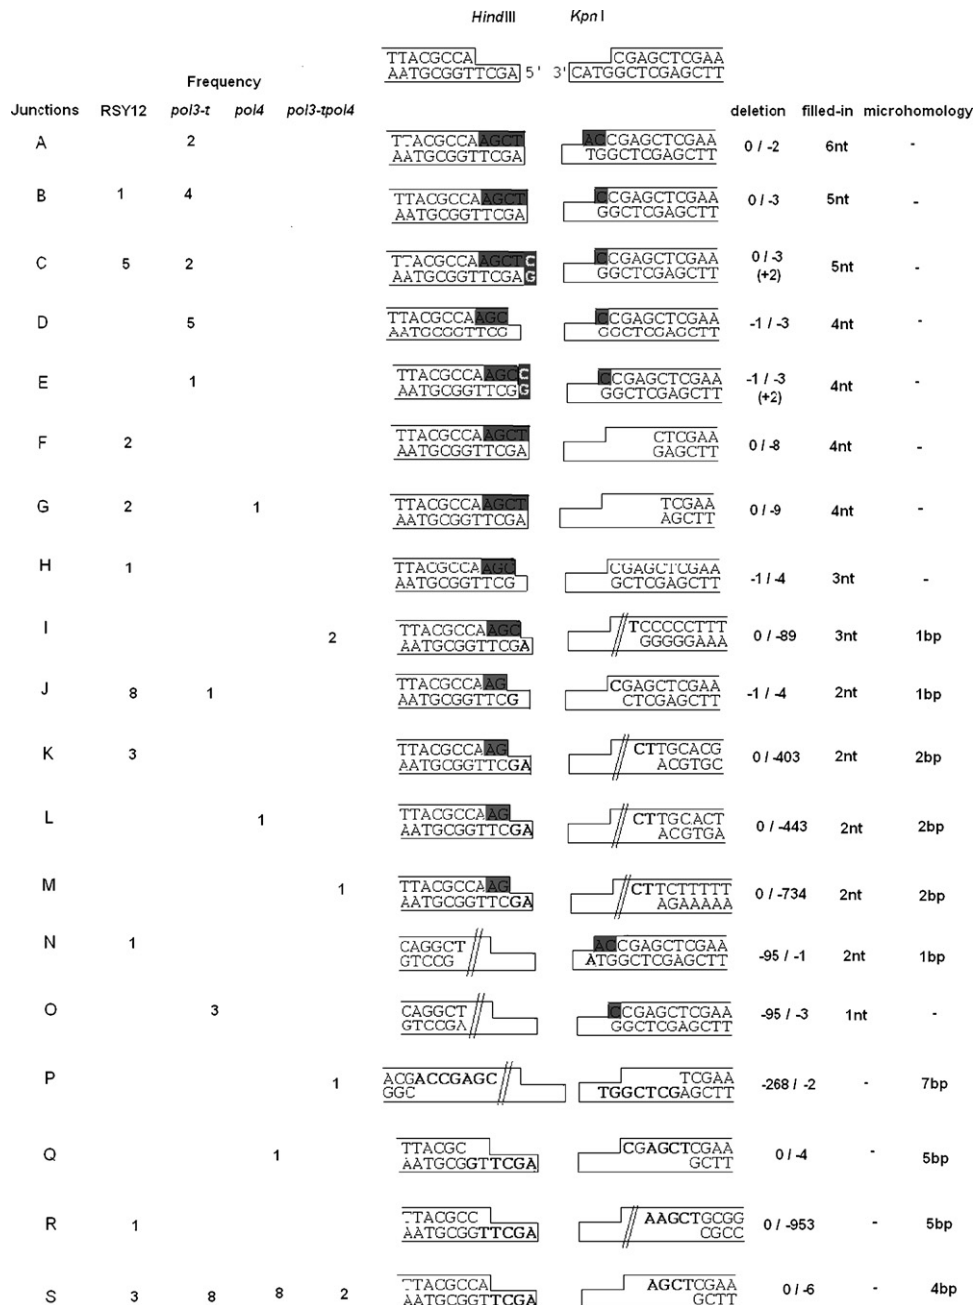 HindIII KpnI
TTACGCCA CGAGCTCGAA
AATGCGGTTCGA 5' 3' CATGGCTCGAGCTT
Frequency
Junctions RSY12 pol3-t pol4 pol3-tpol4 deletion filled-in microhomology
A 2 TTACGCCAAGCT ACCGAGCTCGAA 0 / -2 6nt -
AATGCGGTTCGA TGGCTCGAGCTT
B 1 4 TTACGCCAAGCT CCGAGCTCGAA 0 / -3 5nt -
AATGCGGTTCGA GGCTCGAGCTT
C 5 2 TTACGCCAAGCTC CCGAGCTCGAA 0 / -3 5nt -
AATGCGGTTCGAG GGCTCGAGCTT (+2)
D 5 TTACGCCAAGC CCGAGCTCGAA -1 / -3 4nt -
AATGCGGTTCG GGCTCGAGCTT
E 1 TTACGCCAAGCC CCGAGCTCGAA -1 / -3 4nt -
AATGCGGTTCGG GGCTCGAGCTT (+2)
F 2 TTACGCCAAGCT CTCGAA 0 / -8 4nt -
AATGCGGTTCGA GAGCTT
G 2 1 TTACGCCAAGCT TCGAA 0 / -9 4nt -
AATGCGGTTCGA AGCTT
H 1 TTACGCCAAGC CGAGCTCGAA -1 / -4 3nt -
AATGCGGTTCG GCTCGAGCTT
I 2 TTACGCCAAGC TCCCCCTTT 0 / -89 3nt 1bp
AATGCGGTTCGA GGGGGAAA
J 8 1 TTACGCCAAG CGAGCTCGAA -1 / -4 2nt 1bp
AATGCGGTTCG CTCGAGCTT
K 3 TTACGCCAAG CTTGCACG 0 / -403 2nt 2bp
AATGCGGTTCGA ACGTGC
L 1 TTACGCCAAG CTTGCACT 0 / -443 2nt 2bp
AATGCGGTTCGA ACGTGA
M 1 TTACGCCAAG CTTCTTTTT 0 / -734 2nt 2bp
AATGCGGTTCGA AGAAAAA
N 1 CAGGCT ACCGAGCTCGAA -95 / -1 2nt 1bp
GTCCG ATGGCTCGAGCTT
O 3 CAGGCT CCGAGCTCGAA -95 / -3 1nt -
GTCCGA GGCTCGAGCTT
P 1 ACGACCGAGC TCGAA -268 / -2 - 7bp
GGC TGGCTCGAGCTT
Q 1 TTACGC CGAGCTCGAA 0 / -4 - 5bp
AATGCGGTTCGA GCTT
R 1 TTACGCC AAGCTGCGG 0 / -953 - 5bp
AATGCGGTTCGA CGCC
S 3 8 8 2 TTACGCCA AGCTCGAA 0 / -6 - 4bp
AATGCGGTTCGA GCTT